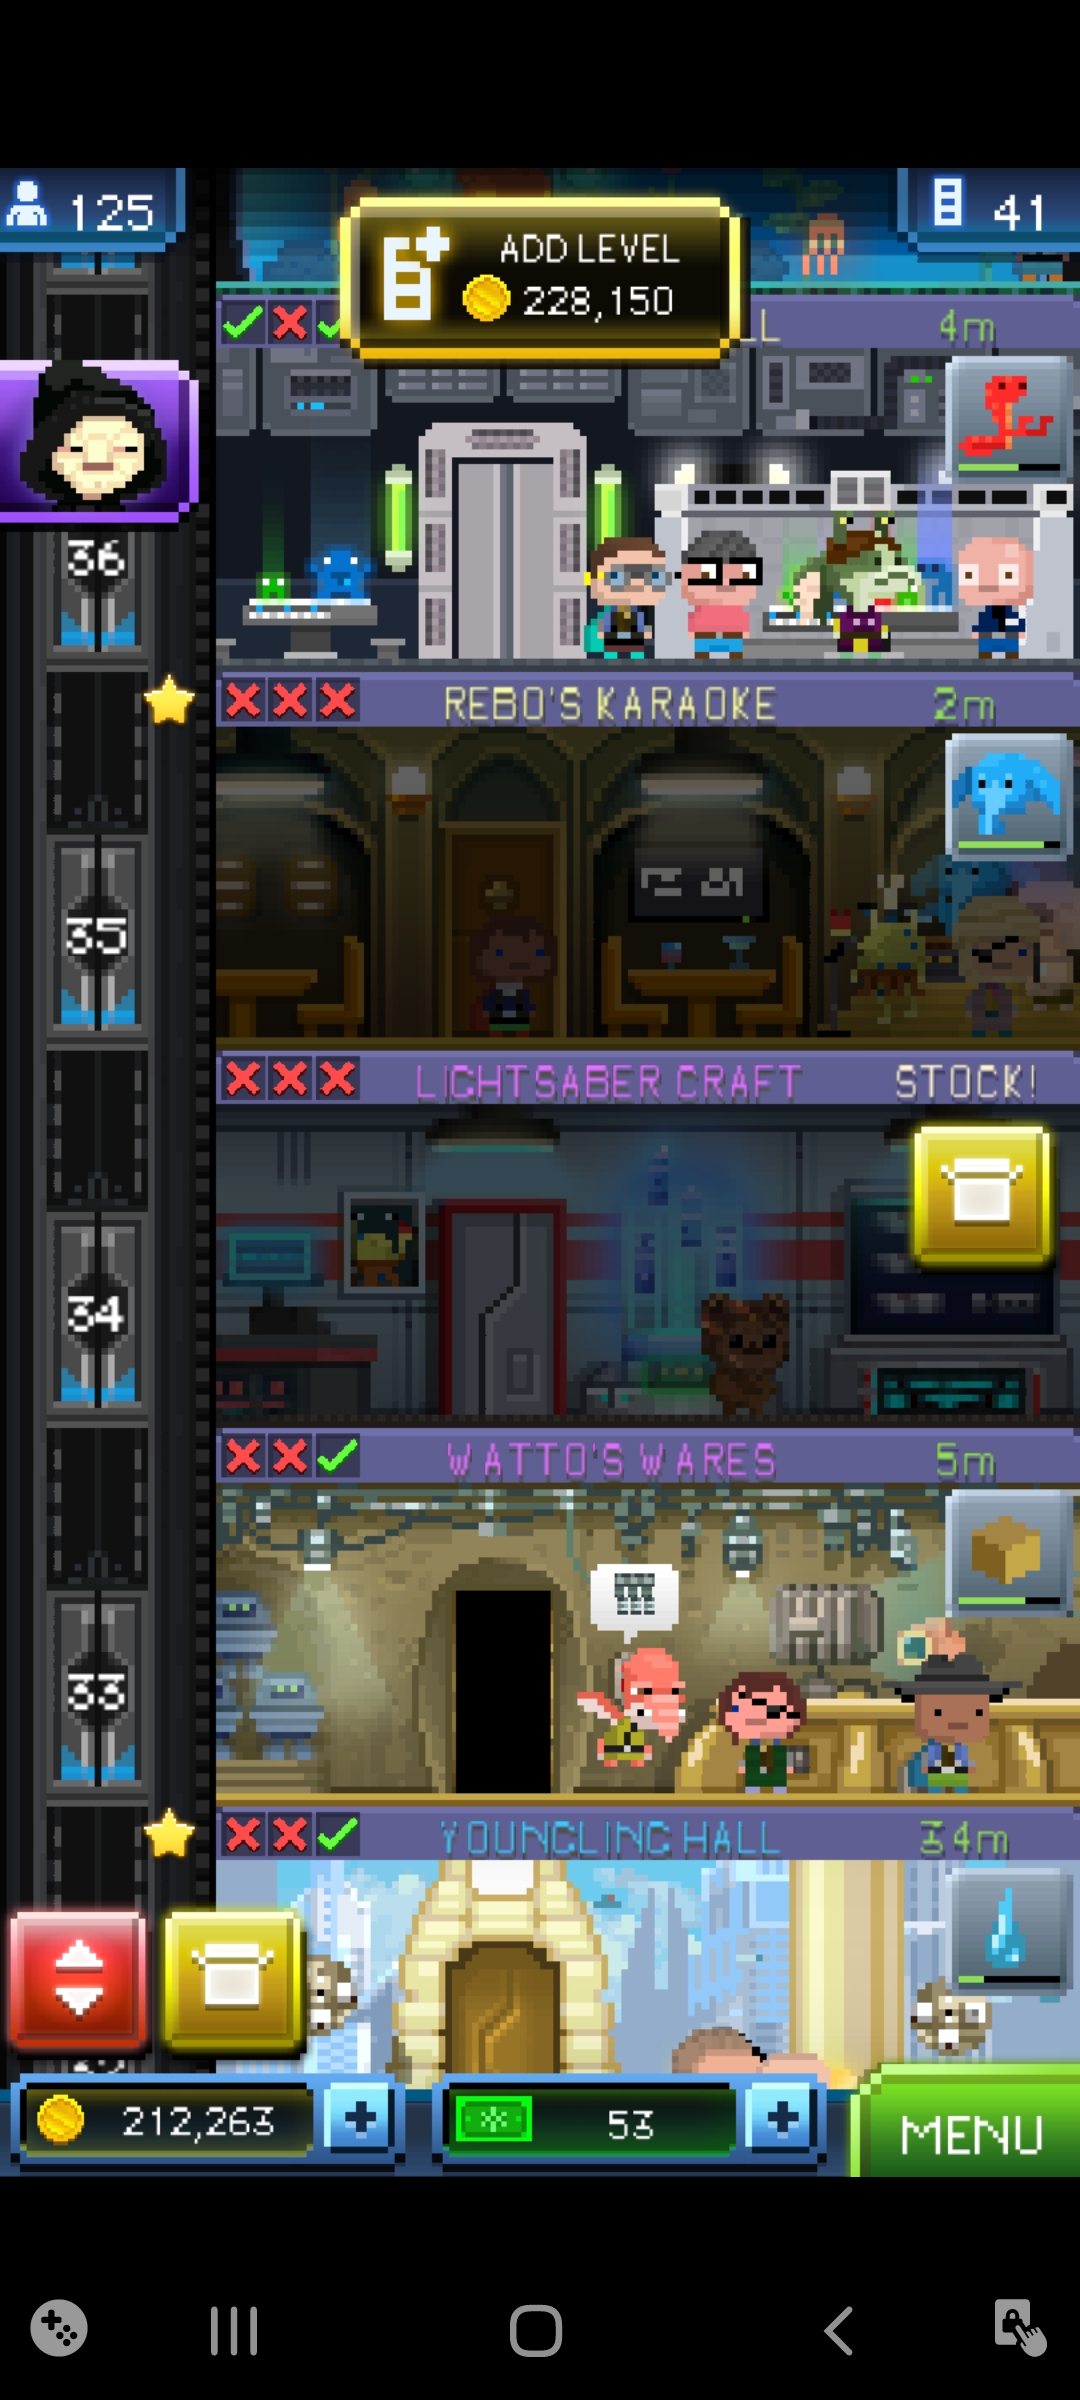 125
41
ADD LEVEL
228,150
LL
4m
36
REBO'S KARAOKE
2m
35
LIGHTSABER CRAFT
STOCK!
34
WATTO'S WARES
5m
33
YOUNGLING HALL
34m
212,263
53
MENU